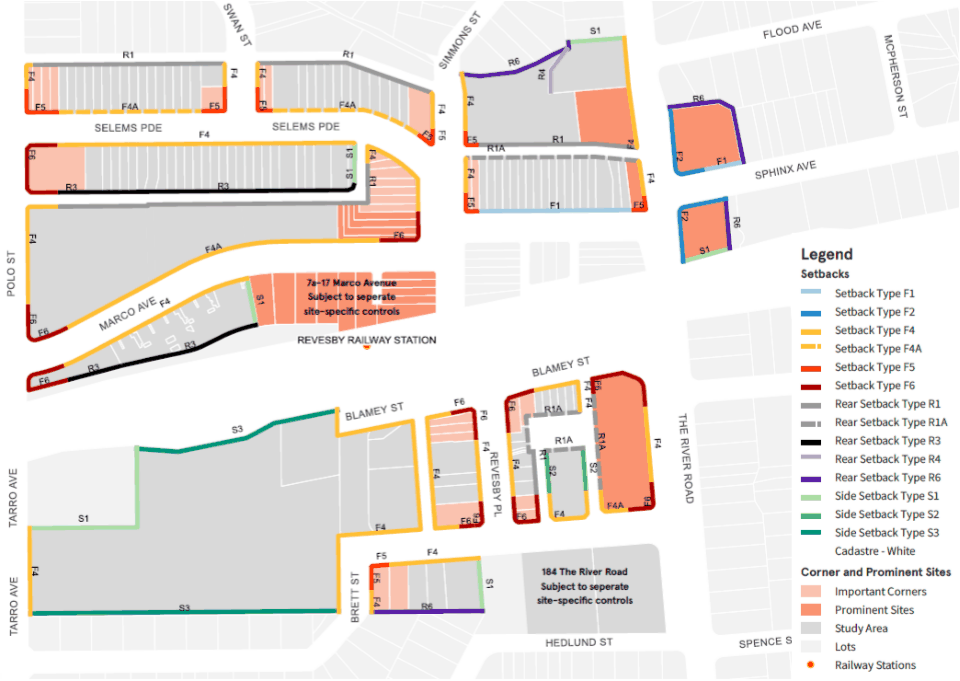 SWAN ST
SIMMONS ST
S1
FLOOD AVE
MCPHERSON ST
R1
R1
R6
R4
F4
F4
F4
F4
F4
R6
F5
F4A
F5
F5
F4A
F5
F4
F5
F4
F2
F1
SELEMS PDE
SELEMS PDE
F5
R1
F4
R1A
SPHINX AVE
F4
F6
S1
S1
F4
R1
R3
R3
F4
F5
F1
F5
F4
F2
R6
S1
POLO ST
F4
F4A
F6
F6
F6
MARCO AVE
F4
S1
7a-17 Marco Avenue
Subject to seperate
site-specific controls
REVESBY RAILWAY STATION
R3
R3
F6
Legend
Setbacks
Setback Type F1
Setback Type F2
Setback Type F4
Setback Type F4A
Setback Type F5
Setback Type F6
Rear Setback Type R1
Rear Setback Type R1A
Rear Setback Type R3
Rear Setback Type R4
Rear Setback Type R6
Side Setback Type S1
Side Setback Type S2
Side Setback Type S3
Cadastre - White
Corner and Prominent Sites
Important Corners
Prominent Sites
Study Area
Lots
Railway Stations
BLAMEY ST
BLAMEY ST
S3
F6
F6
F6
R1A
F4
F4
F6
THE RIVER ROAD
TARRO AVE
S1
F4
F4
REVESBY PL
F4
R1
R1A
S2
S2
R1A
F4
F4
F6
F6
F6
F4
F4A
F6
TARRO AVE
F4
S3
BRETT ST
F5
F5
F4
F4
S1
R6
184 The River Road
Subject to seperate
site-specific controls
HEDLUND ST
SPENCE S